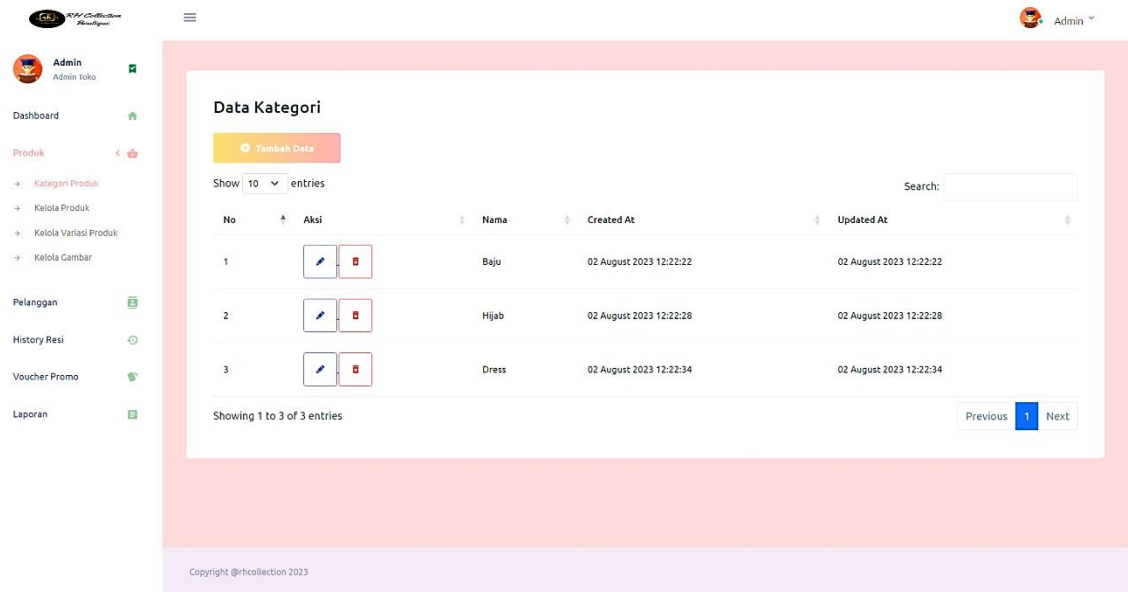 RH Collection
Boutique
Admin
Admin
Admin Toko
Dashboard
Produk
Kategori Produk
Kelola Produk
Kelola Variasi Produk
Kelola Gambar
Pelanggan
History Resi
Voucher Promo
Laporan
Data Kategori
Tambah Data
Show 10 entries
Search:
No Aksi Nama Created At Updated At
1 Baju 02 August 2023 12:22:22 02 August 2023 12:22:22
2 Hijab 02 August 2023 12:22:28 02 August 2023 12:22:28
3 Dress 02 August 2023 12:22:34 02 August 2023 12:22:34
Showing 1 to 3 of 3 entries
Previous 1 Next
Copyright @rhcollection 2023